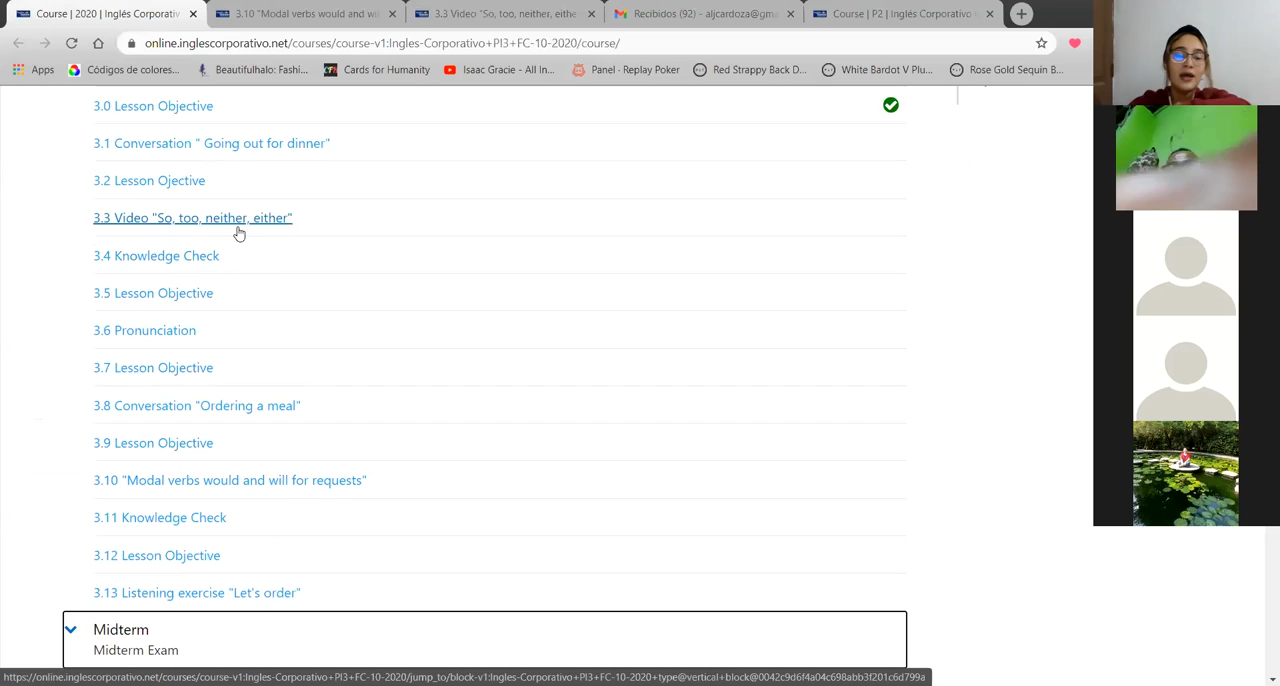 Course | 2020 | Inglés Corporativ
3.10 "Modal verbs would and wi
3.3 Video "So, too, neither, eithe
Recibidos (92) - aljcardoza@gma
Course | P2 | Inglés Corporativo
online.inglescorporativo.net/courses/course-v1:Ingles-Corporativo+PI3+FC-10-2020/course/
Apps
Códigos de colores...
Beautifulhalo: Fashi...
Cards for Humanity
Isaac Gracie - All In...
Panel · Replay Poker
Red Strappy Back D...
White Bardot V Plu...
Rose Gold Sequin B...
3.0 Lesson Objective
3.1 Conversation " Going out for dinner"
3.2 Lesson Ojective
3.3 Video "So, too, neither, either"
3.4 Knowledge Check
3.5 Lesson Objective
3.6 Pronunciation
3.7 Lesson Objective
3.8 Conversation "Ordering a meal"
3.9 Lesson Objective
3.10 "Modal verbs would and will for requests"
3.11 Knowledge Check
3.12 Lesson Objective
3.13 Listening exercise "Let's order"
Midterm
Midterm Exam
https://online.inglescorporativo.net/courses/course-v1:Ingles-Corporativo+PI3+FC-10-2020/jump_to/block-v1:Ingles-Corporativo+PI3+FC-10-2020+type@vertical+block@0042c9d6f4a04c698abb3f201c6d799a